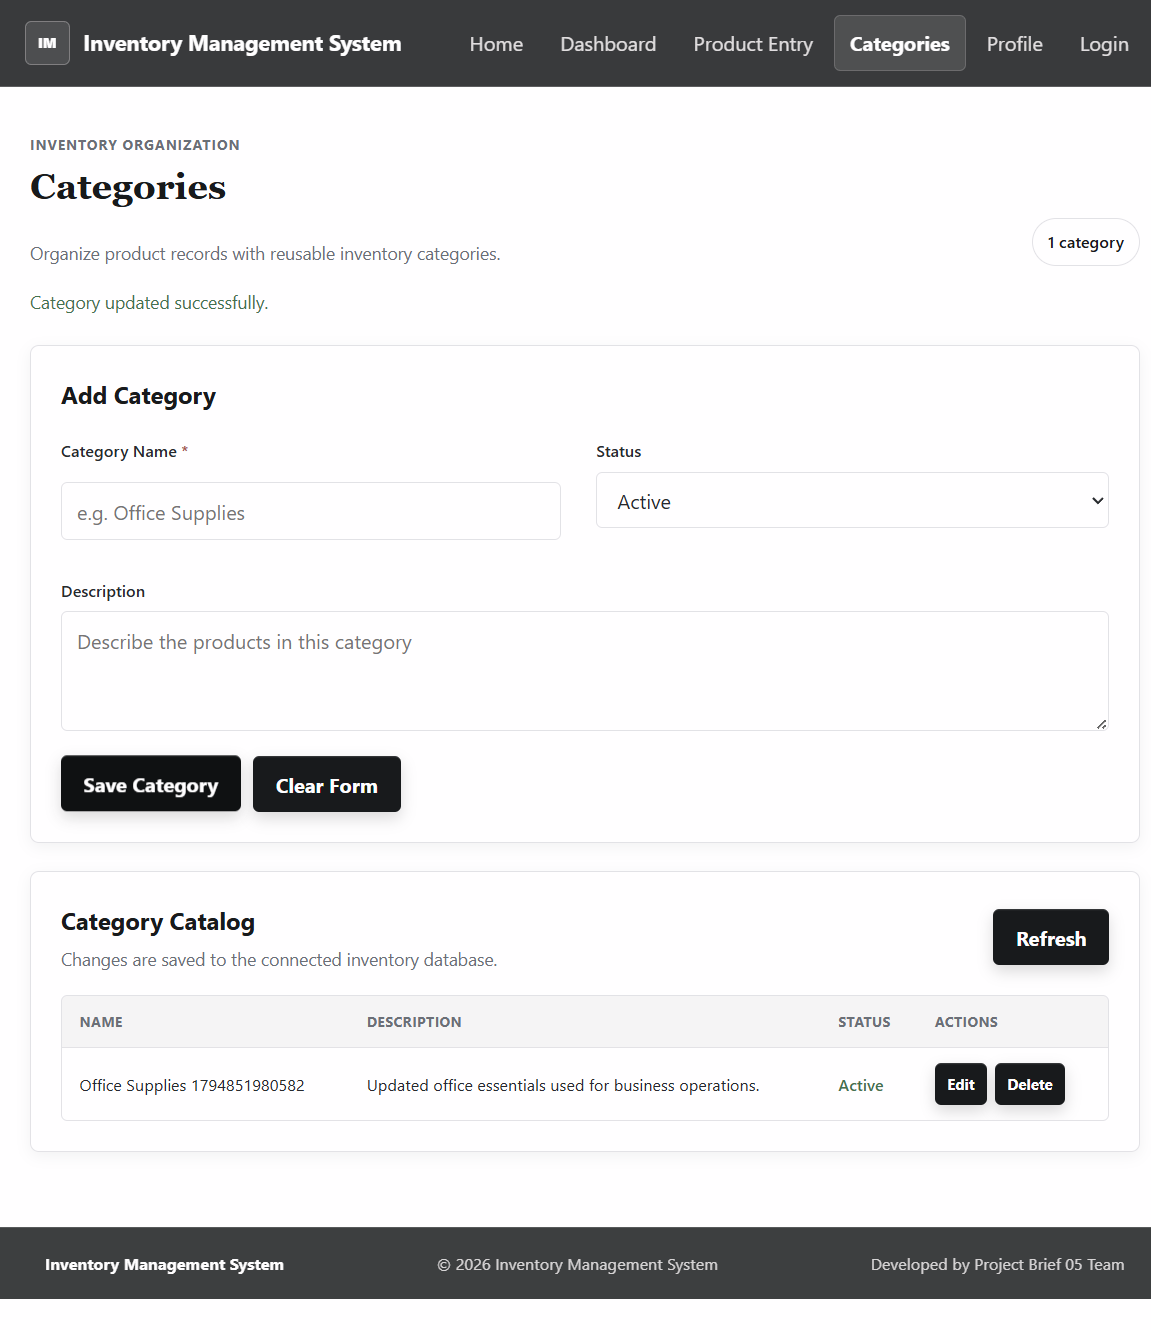 IM Inventory Management System Home Dashboard Product Entry Categories Profile Login
INVENTORY ORGANIZATION
Categories
Organize product records with reusable inventory categories.
1 category
Category updated successfully.
Add Category
Category Name *
Status
e.g. Office Supplies
Active
Description
Describe the products in this category
Save Category Clear Form
Category Catalog
Changes are saved to the connected inventory database.
Refresh
NAME DESCRIPTION STATUS ACTIONS
Office Supplies 1794851980582 Updated office essentials used for business operations. Active Edit Delete
Inventory Management System © 2026 Inventory Management System Developed by Project Brief 05 Team